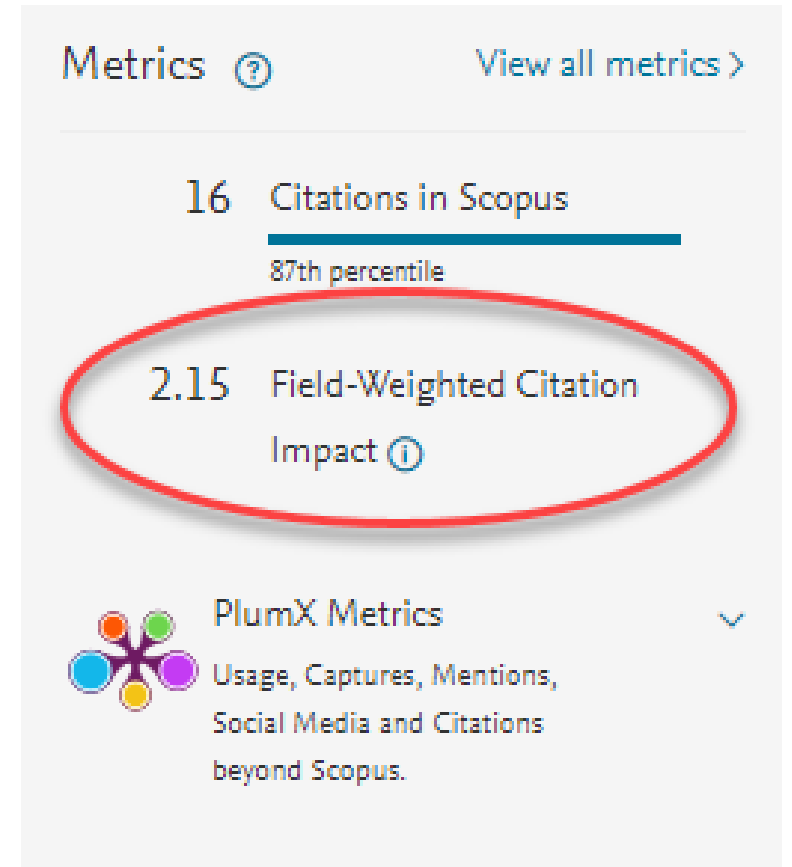 Metrics ? View all metrics >
16 Citations in Scopus
87th percentile
2.15 Field-Weighted Citation
Impact i
PlumX Metrics
Usage, Captures, Mentions,
Social Media and Citations
beyond Scopus.